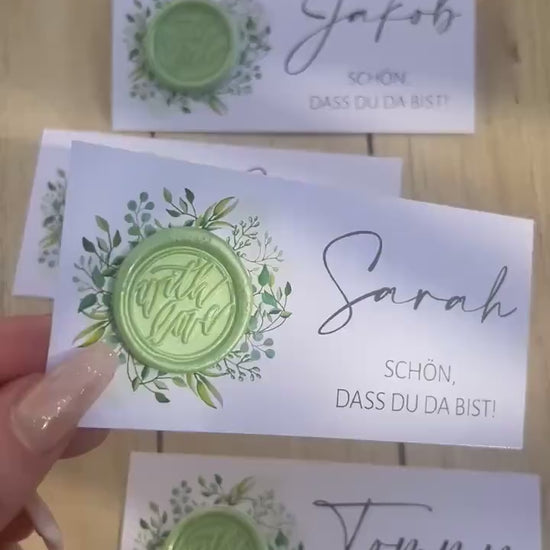 Jakob
SCHÖN,
DASS DU DA BIST!
with
love
Sarah
SCHÖN,
DASS DU DA BIST!